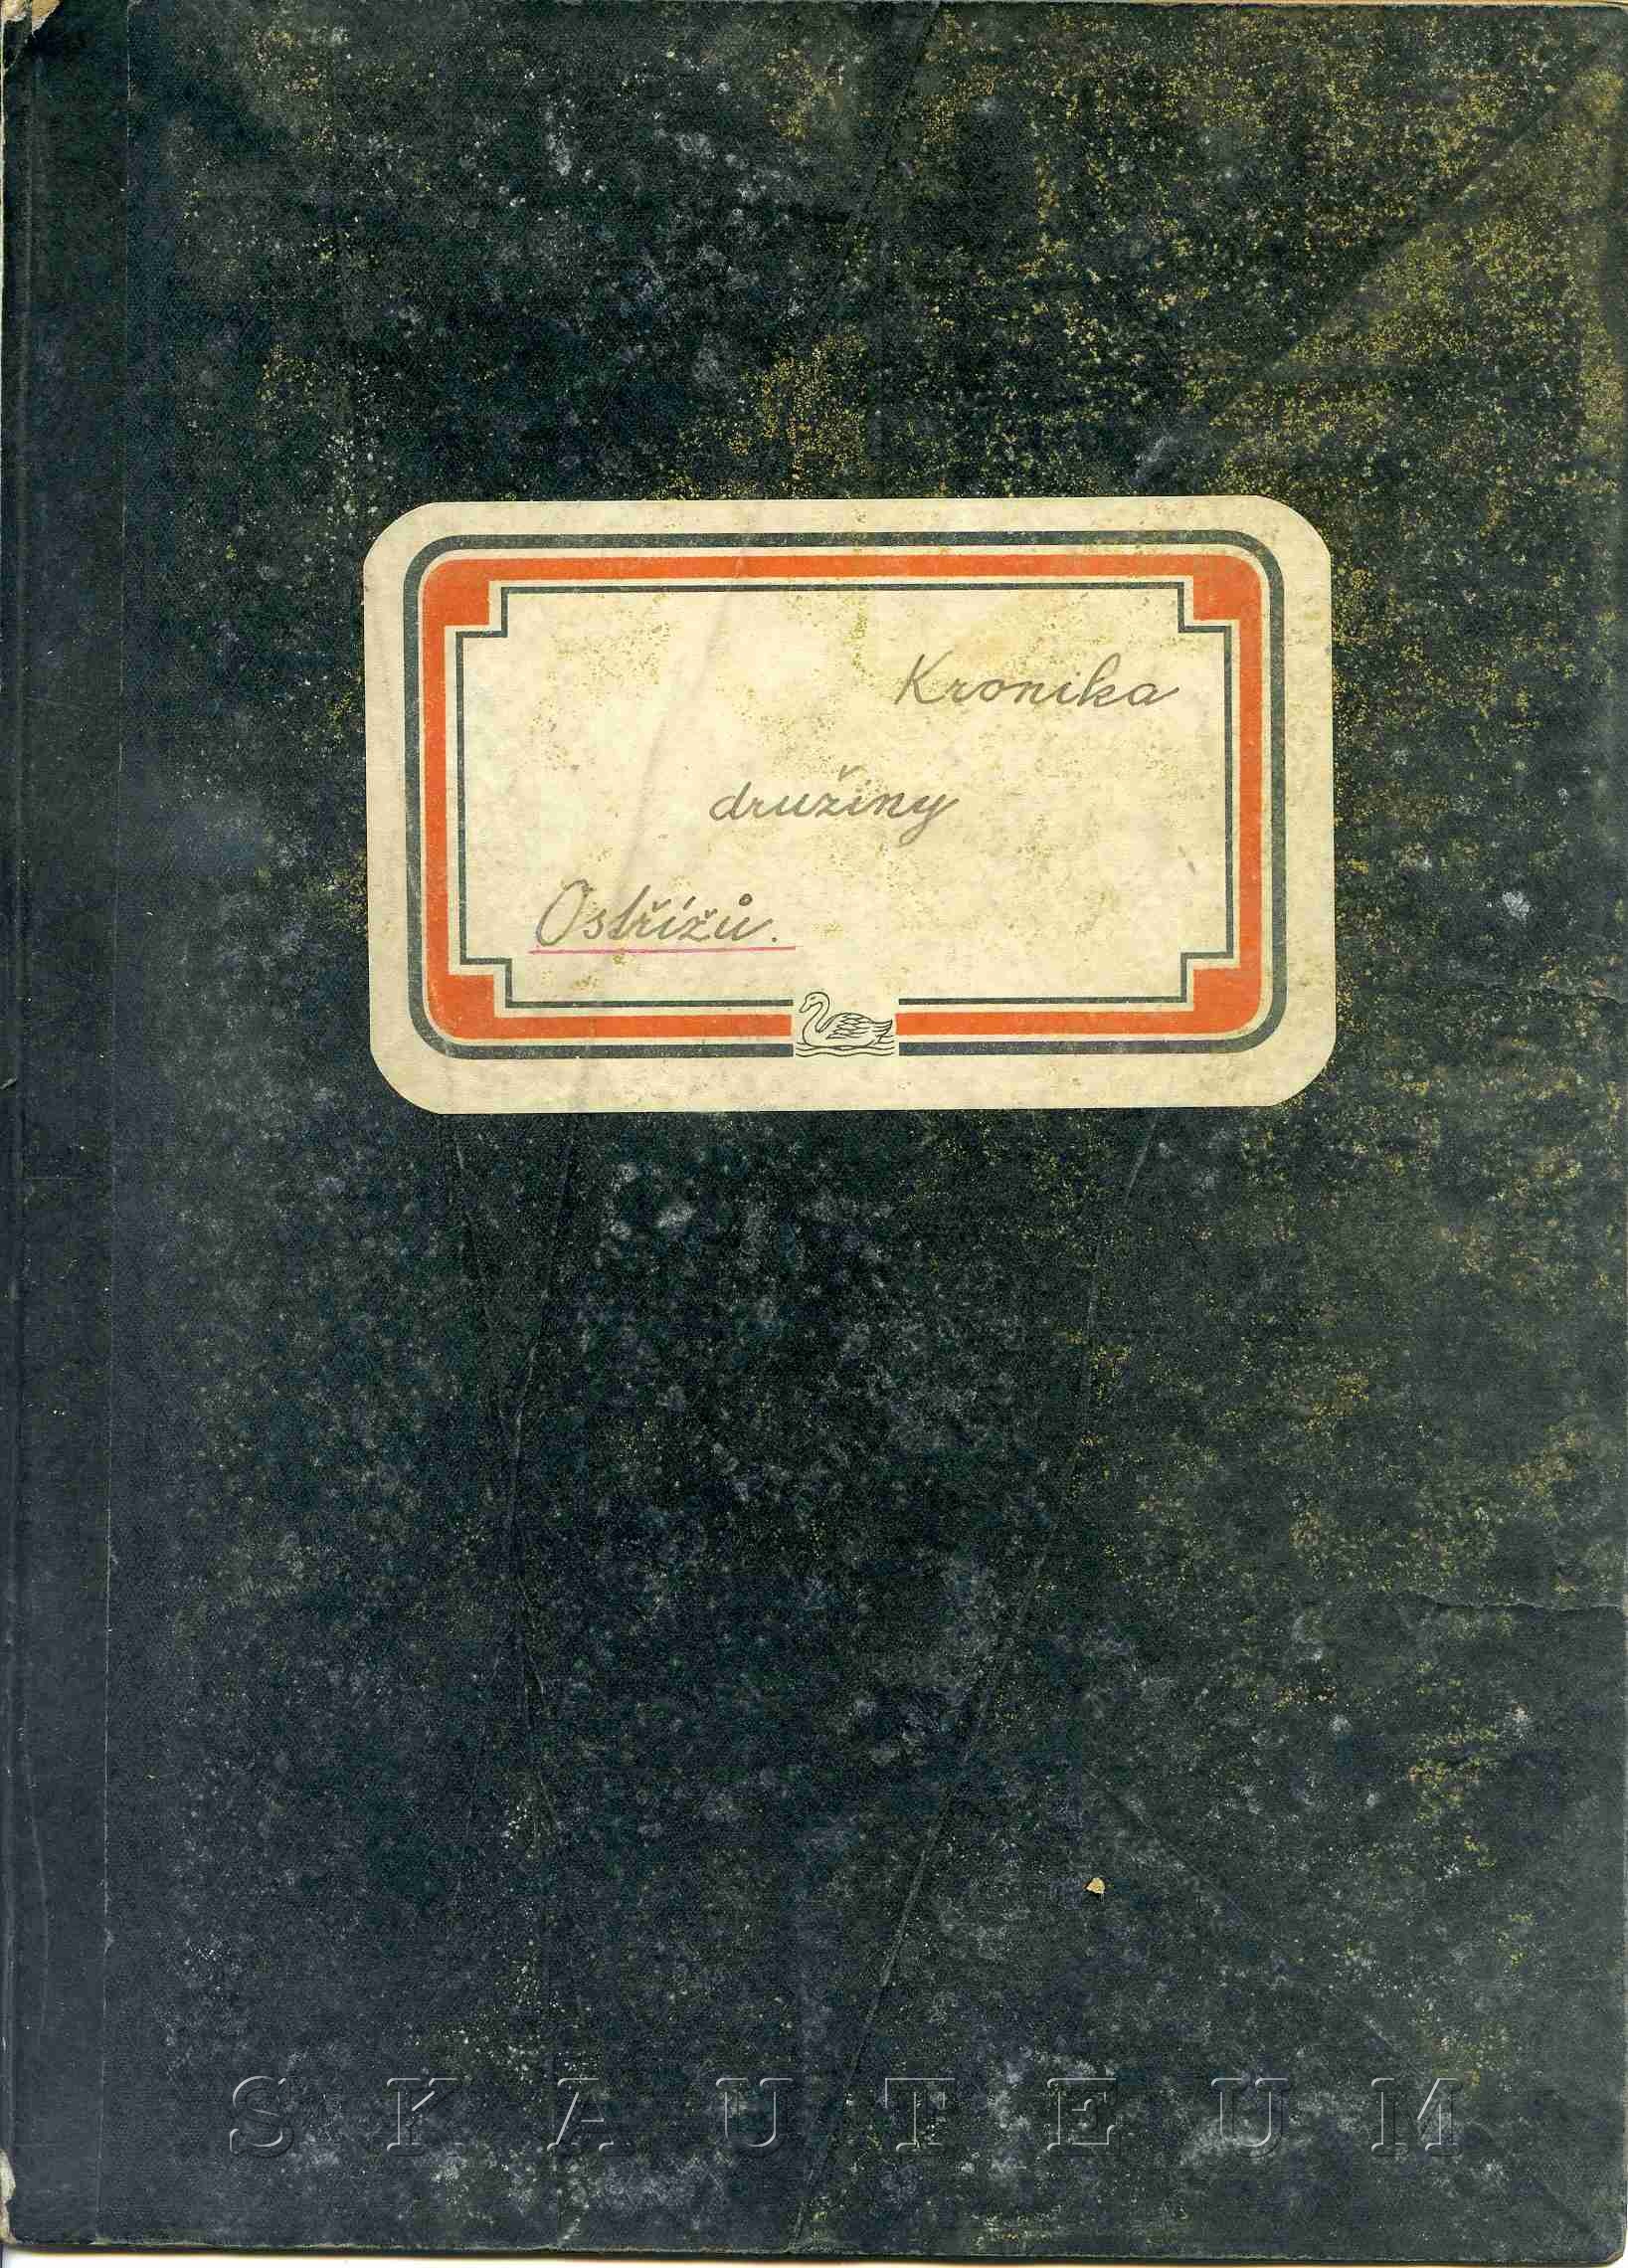 Kronika
družiny
Ostřížů.
SKAUTEUM